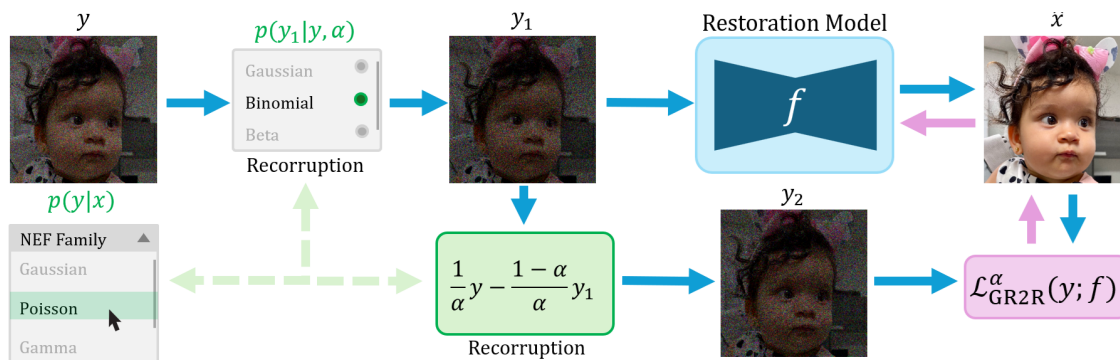 y
p(y₁|y, α)
y₁
Restoration Model
x̂
Gaussian
Binomial
Beta
Recorruption
f
p(y|x)
NEF Family
Gaussian
Poisson
Gamma
1/α y − (1 − α)/α y₁
Recorruption
y₂
ℒ^α_GR2R(y; f)